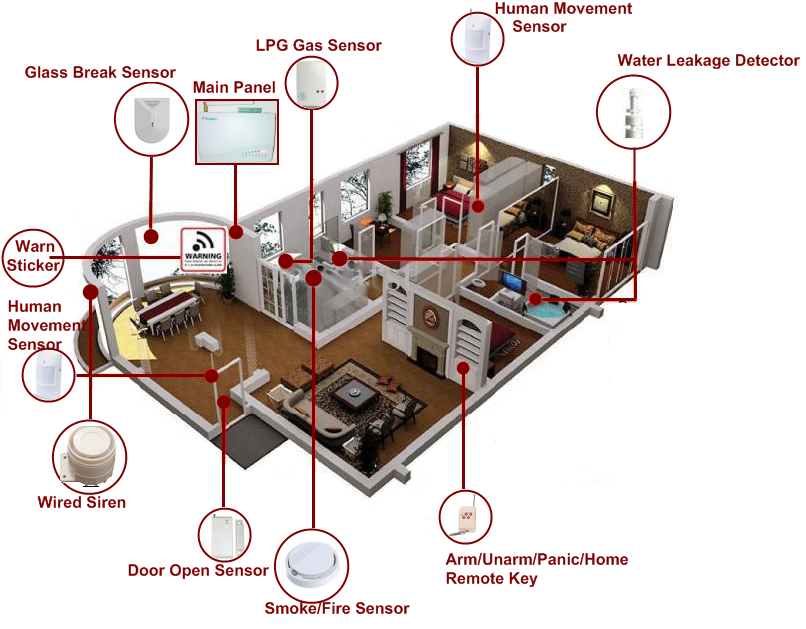 Human Movement
Sensor
LPG Gas Sensor
Water Leakage Detector
Glass Break Sensor
Main Panel
Warn
Sticker
WARNING
Human
Movement
Sensor
Wired Siren
Door Open Sensor
Smoke/Fire Sensor
Arm/Unarm/Panic/Home
Remote Key